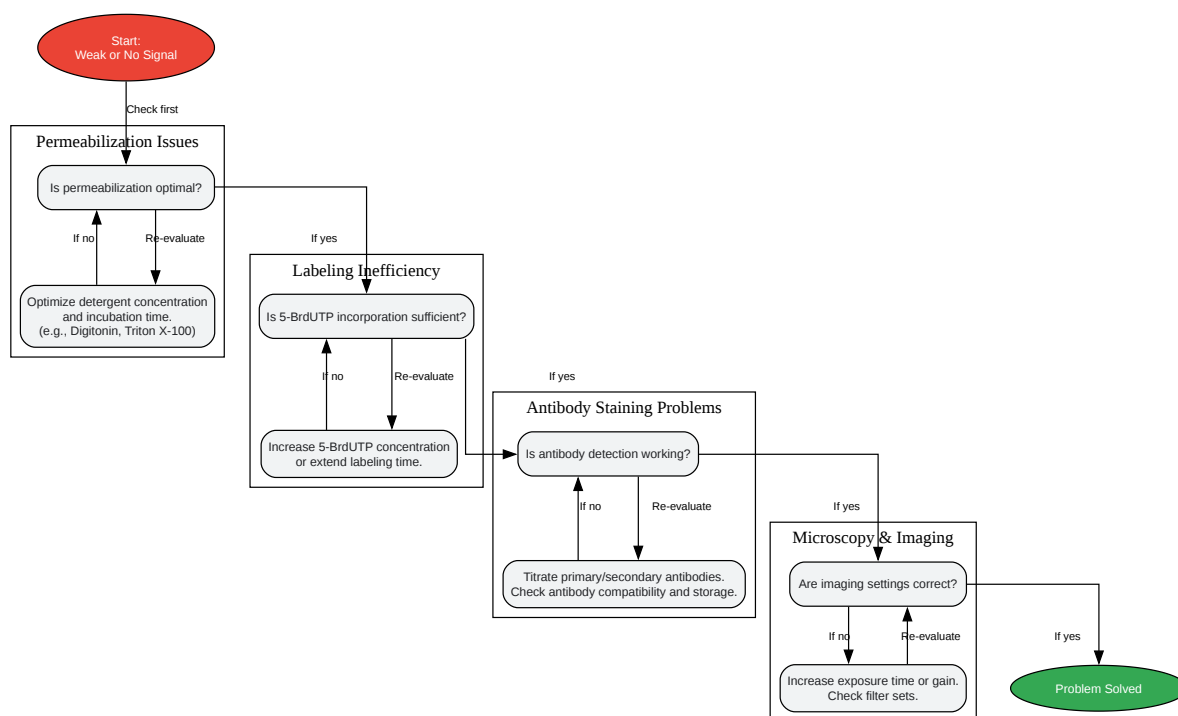 Start:
Weak or No Signal
Check first
Permeabilization Issues
Is permeabilization optimal?
If no
Re-evaluate
Optimize detergent concentration
and incubation time.
(e.g., Digitonin, Triton X-100)
If yes
Labeling Inefficiency
Is 5-BrdUTP incorporation sufficient?
If no
Re-evaluate
Increase 5-BrdUTP concentration
or extend labeling time.
If yes
Antibody Staining Problems
Is antibody detection working?
If no
Re-evaluate
Titrate primary/secondary antibodies.
Check antibody compatibility and storage.
If yes
Microscopy & Imaging
Are imaging settings correct?
If no
Re-evaluate
Increase exposure time or gain.
Check filter sets.
If yes
Problem Solved